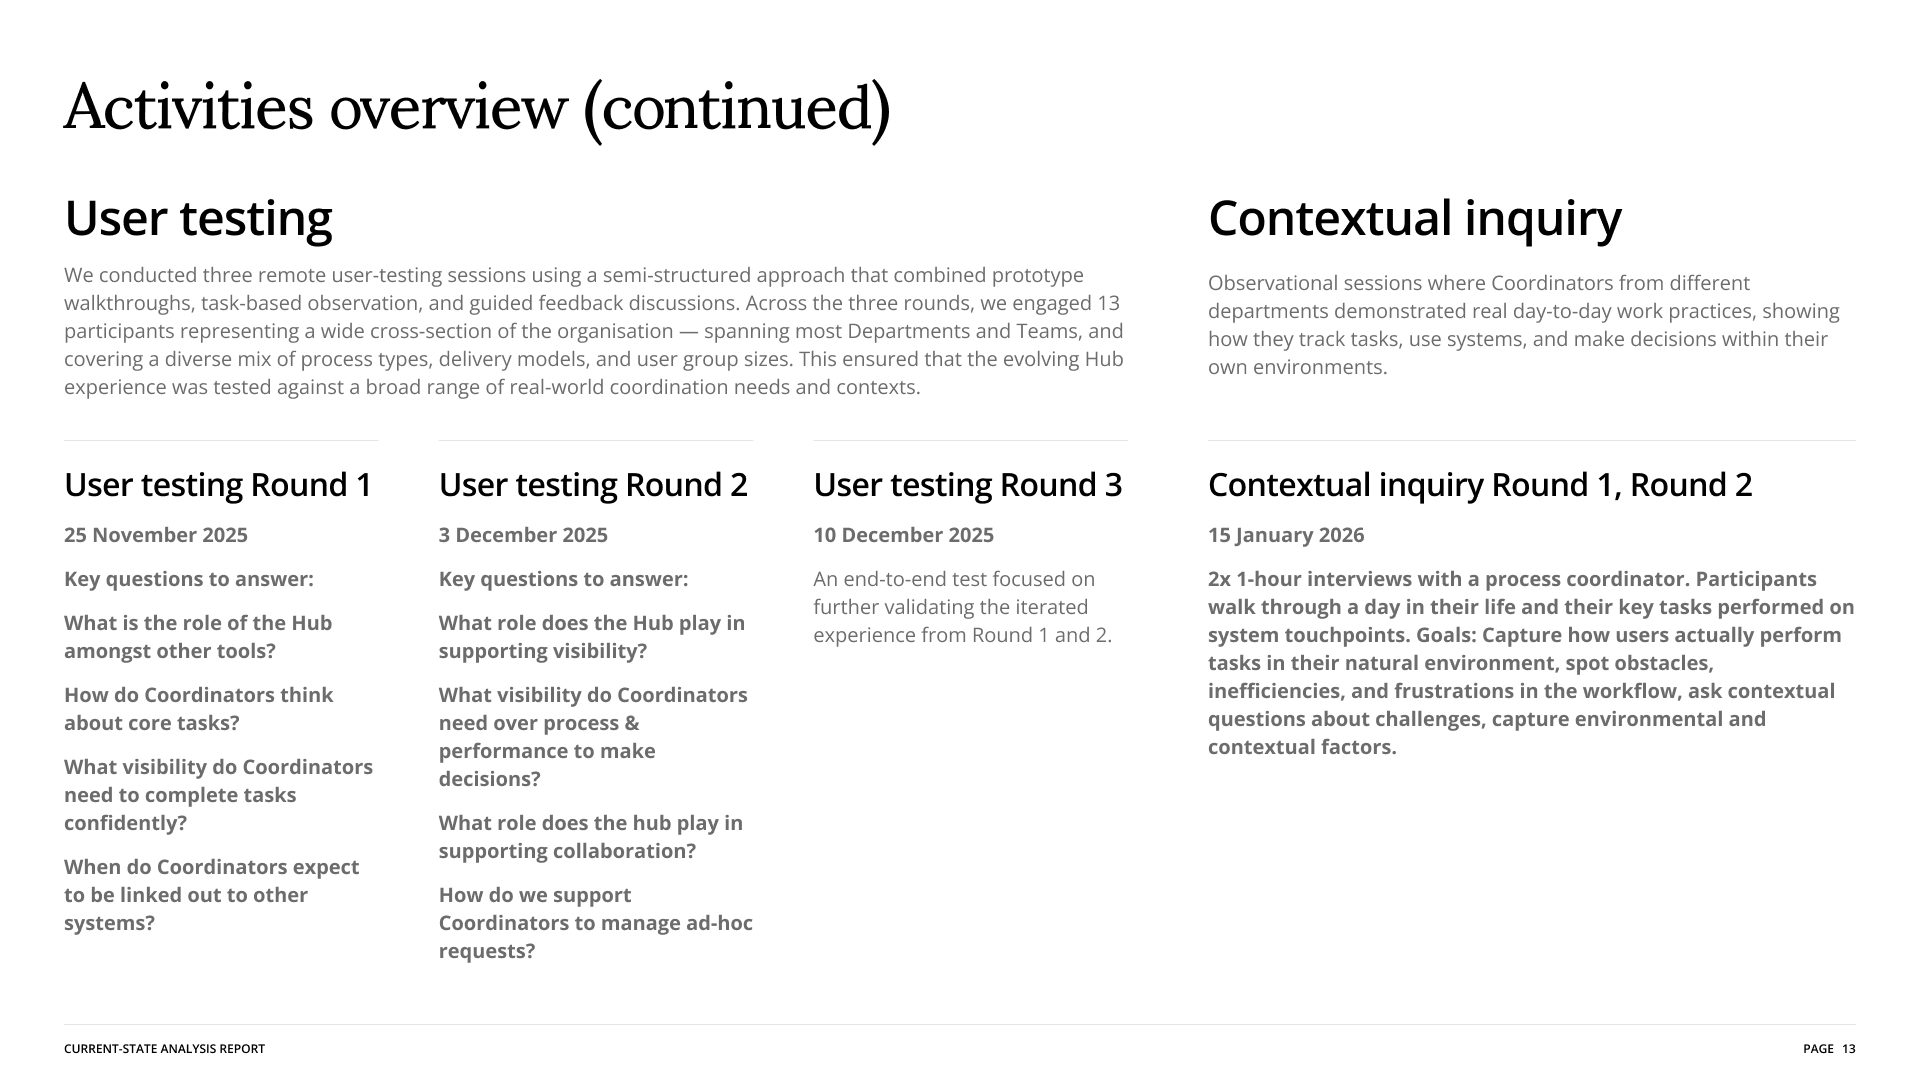 Activities overview (continued)
User testing
We conducted three remote user-testing sessions using a semi-structured approach that combined prototype
walkthroughs, task-based observation, and guided feedback discussions. Across the three rounds, we engaged 13
participants representing a wide cross-section of the organisation — spanning most Departments and Teams, and
covering a diverse mix of process types, delivery models, and user group sizes. This ensured that the evolving Hub
experience was tested against a broad range of real-world coordination needs and contexts.
User testing Round 1
25 November 2025
Key questions to answer:
What is the role of the Hub
amongst other tools?
How do Coordinators think
about core tasks?
What visibility do Coordinators
need to complete tasks
confidently?
When do Coordinators expect
to be linked out to other
systems?
User testing Round 2
3 December 2025
Key questions to answer:
What role does the Hub play in
supporting visibility?
What visibility do Coordinators
need over process &
performance to make
decisions?
What role does the hub play in
supporting collaboration?
How do we support
Coordinators to manage ad-hoc
requests?
User testing Round 3
10 December 2025
An end-to-end test focused on
further validating the iterated
experience from Round 1 and 2.
Contextual inquiry
Observational sessions where Coordinators from different
departments demonstrated real day-to-day work practices, showing
how they track tasks, use systems, and make decisions within their
own environments.
Contextual inquiry Round 1, Round 2
15 January 2026
2x 1-hour interviews with a process coordinator. Participants
walk through a day in their life and their key tasks performed on
system touchpoints. Goals: Capture how users actually perform
tasks in their natural environment, spot obstacles,
inefficiencies, and frustrations in the workflow, ask contextual
questions about challenges, capture environmental and
contextual factors.
CURRENT-STATE ANALYSIS REPORT
PAGE 13